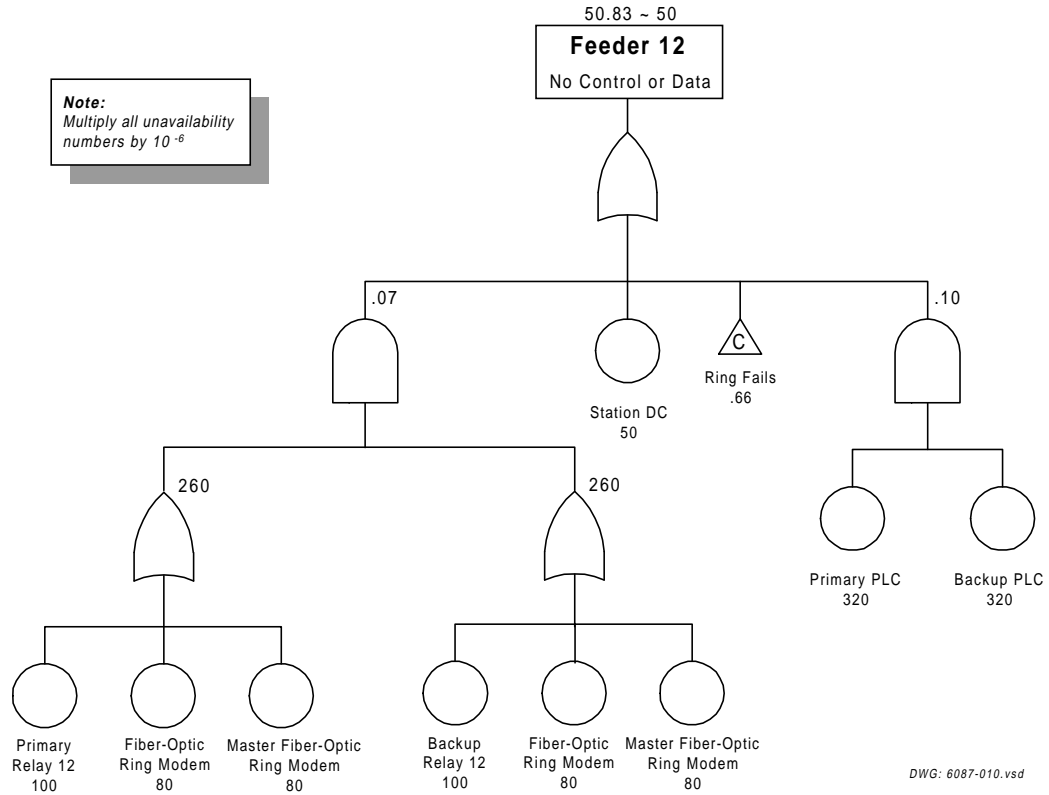 50.83 ~ 50
Feeder 12
No Control or Data
Note:
Multiply all unavailability
numbers by 10 -6
.07
.10
C
Ring Fails
.66
Station DC
50
260
260
Primary PLC
320
Backup PLC
320
Primary
Relay 12
100
Fiber-Optic
Ring Modem
80
Master Fiber-Optic
Ring Modem
80
Backup
Relay 12
100
Fiber-Optic
Ring Modem
80
Master Fiber-Optic
Ring Modem
80
DWG: 6087-010.vsd